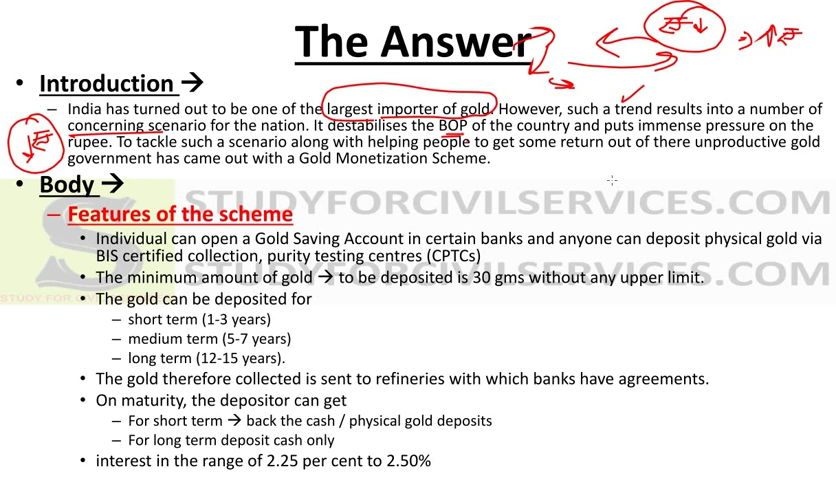 The Answer
• Introduction →
– India has turned out to be one of the largest importer of gold. However, such a trend results into a number of
concerning scenario for the nation. It destabilises the BOP of the country and puts immense pressure on the
rupee. To tackle such a scenario along with helping people to get some return out of there unproductive gold
government has came out with a Gold Monetization Scheme.
• Body →
STUDYFORCIVILSERVICES.COM
– Features of the scheme
• Individual can open a Gold Saving Account in certain banks and anyone can deposit physical gold via
BIS certified collection, purity testing centres (CPTCs)
• The minimum amount of gold → to be deposited is 30 gms without any upper limit.
STUDYFORCIVILSERVICES.COM
STUDY FOR CIVIL SERVICES
• The gold can be deposited for
– short term (1-3 years)
– medium term (5-7 years)
– long term (12-15 years).
• The gold therefore collected is sent to refineries with which banks have agreements.
• On maturity, the depositor can get
– For short term → back the cash / physical gold deposits
– For long term deposit cash only
• interest in the range of 2.25 per cent to 2.50%